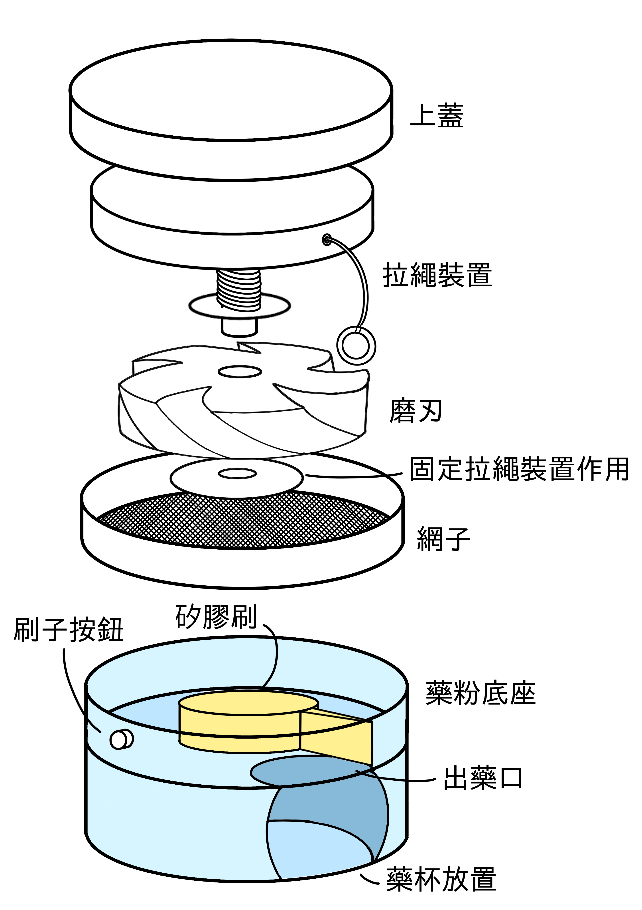 上蓋
拉繩裝置
磨刃
固定拉繩裝置作用
網子
矽膠刷
刷子按鈕
藥粉底座
出藥口
藥杯放置